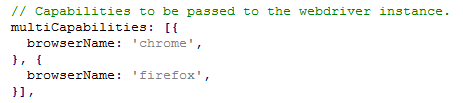 // Capabilities to be passed to the webdriver instance.
multiCapabilities: [{
  browserName: 'chrome',
}, {
  browserName: 'firefox',
}],